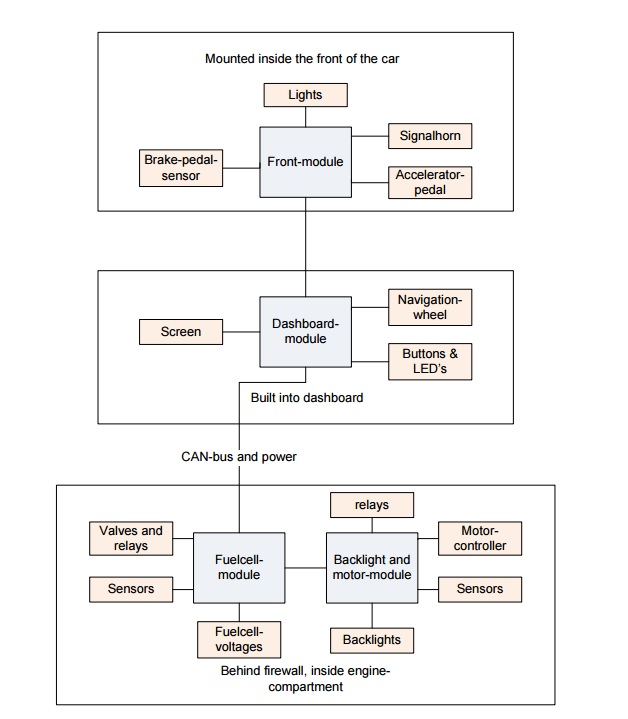 Mounted inside the front of the car
Lights
Signalhorn
Brake-pedal-
sensor
Front-module
Accelerator-
pedal
Navigation-
wheel
Screen
Dashboard-
module
Buttons &
LED's
Built into dashboard
CAN-bus and power
relays
Valves and
relays
Fuelcell-
module
Backlight and
motor-module
Motor-
controller
Sensors
Sensors
Fuelcell-
voltages
Backlights
Behind firewall, inside engine-
compartment